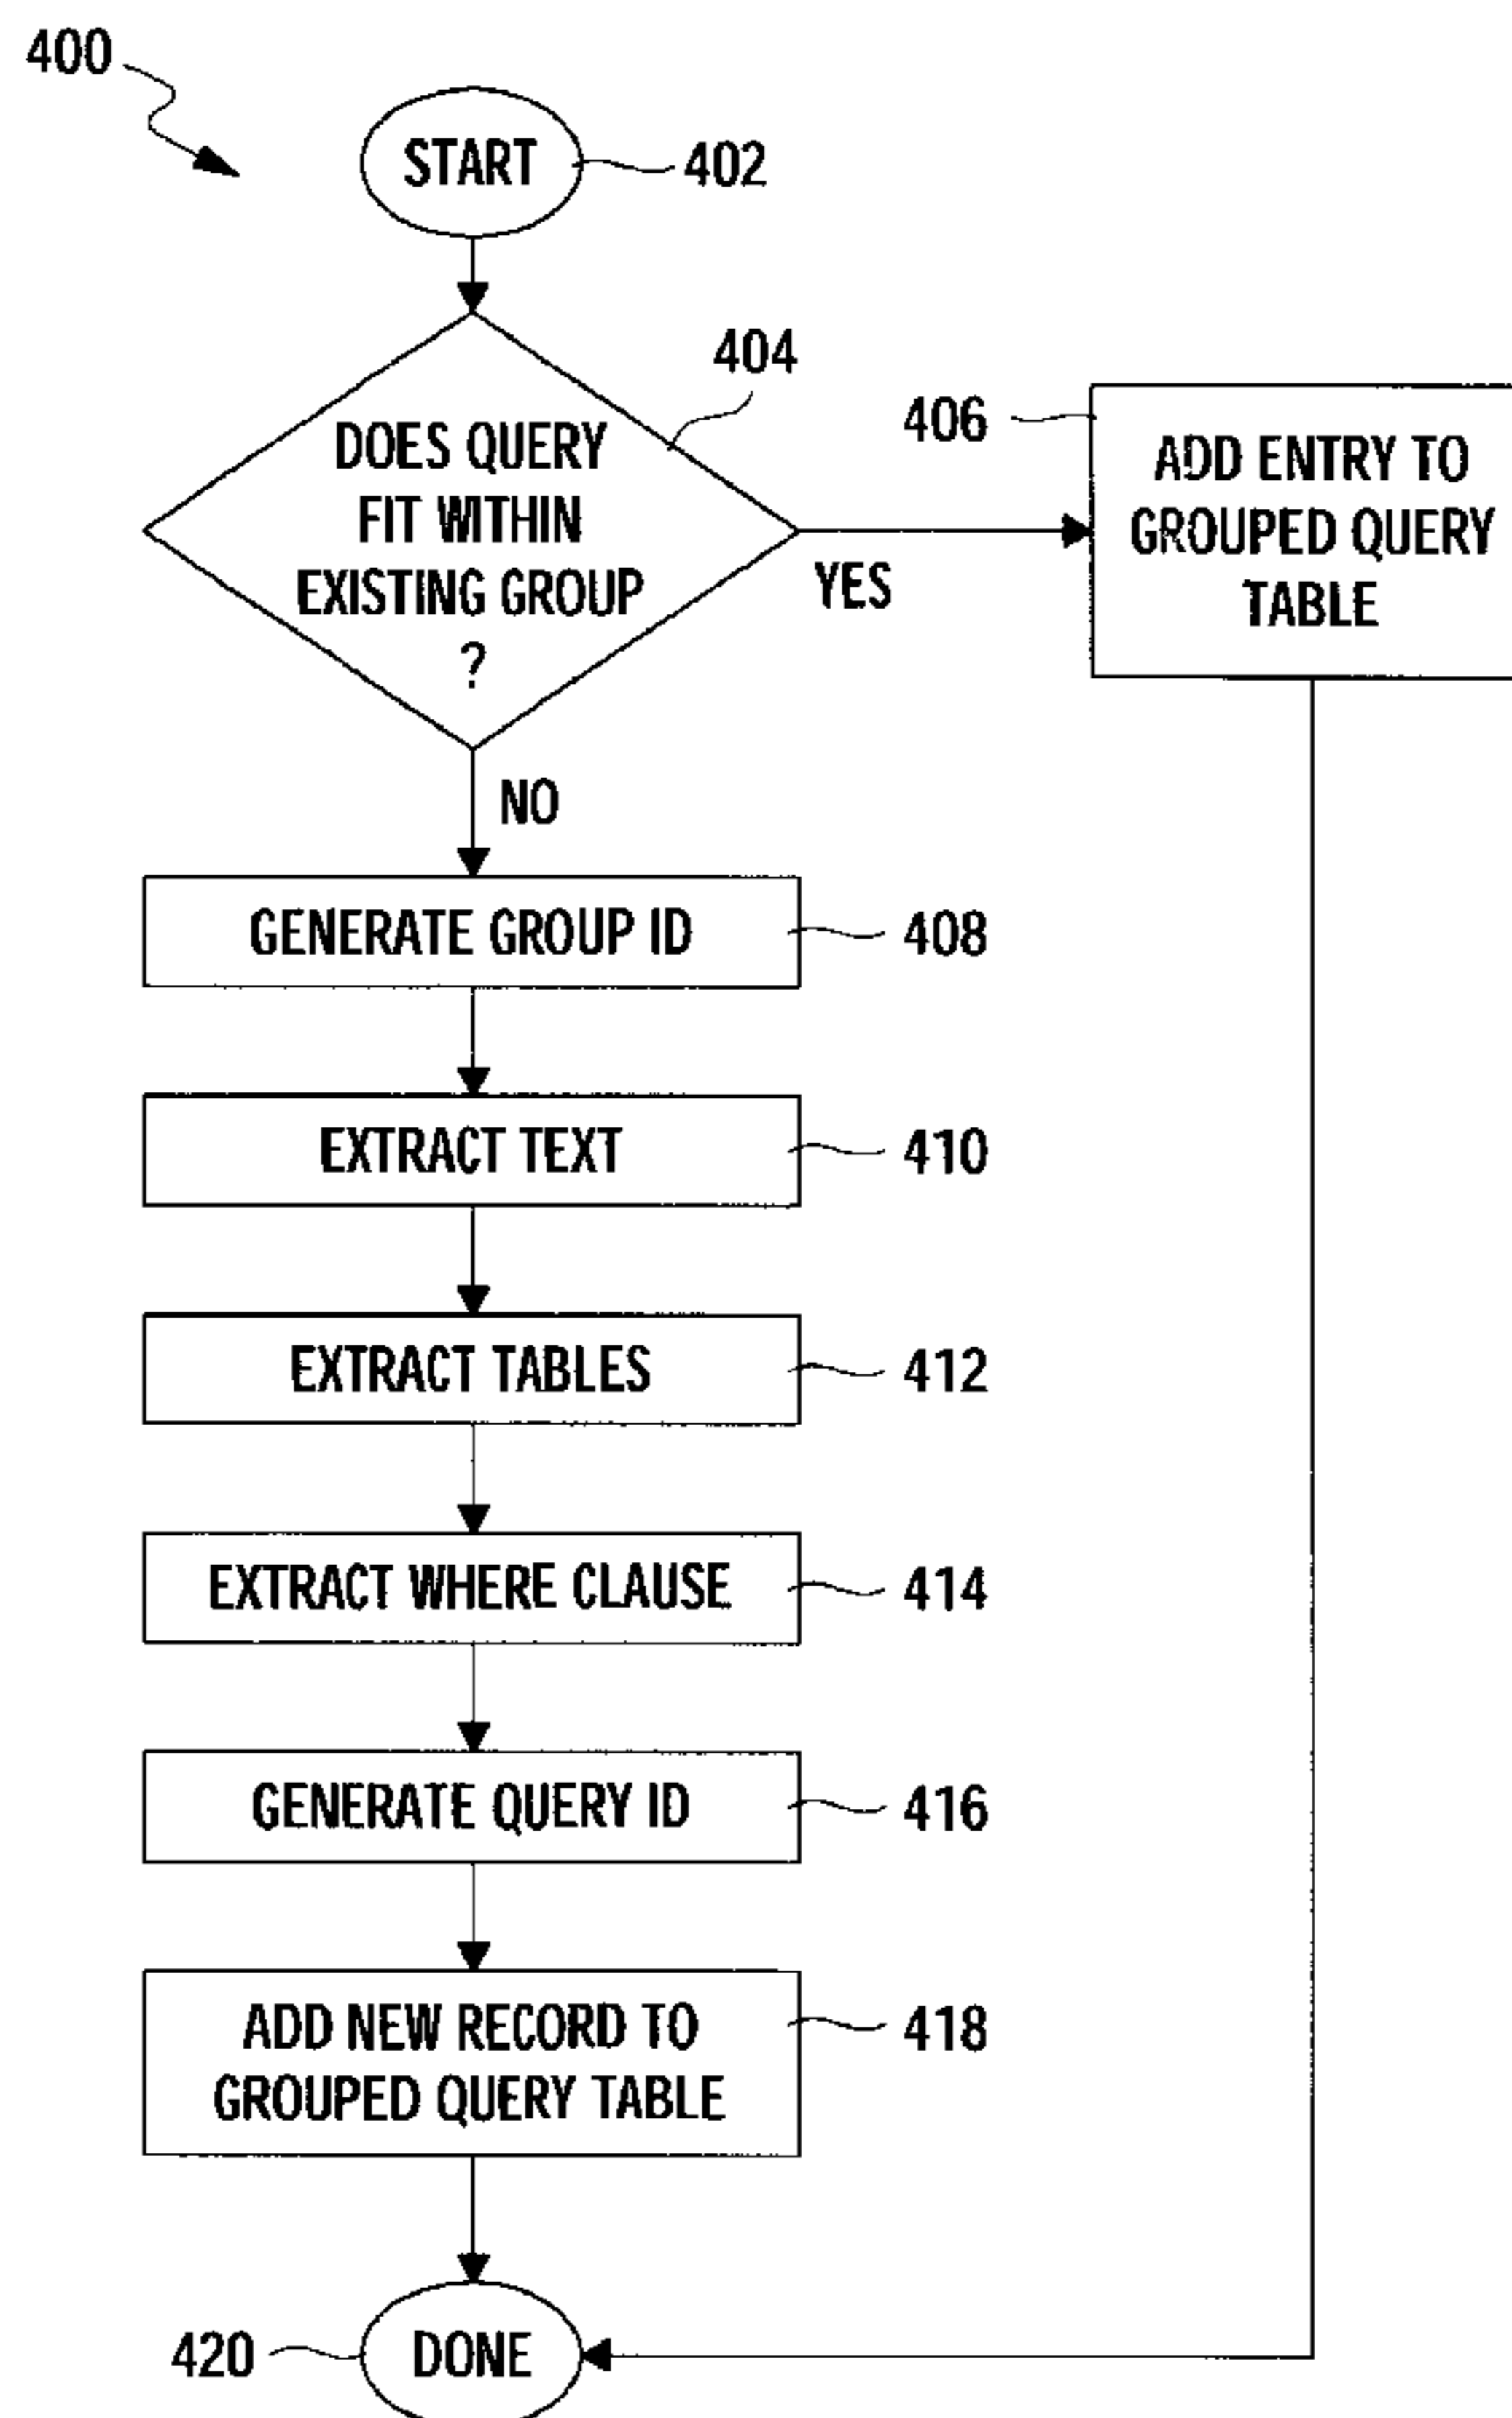 400
START
402
404
DOES QUERY
FIT WITHIN
EXISTING GROUP
?
YES
406
ADD ENTRY TO
GROUPED QUERY
TABLE
NO
GENERATE GROUP ID
408
EXTRACT TEXT
410
EXTRACT TABLES
412
EXTRACT WHERE CLAUSE
414
GENERATE QUERY ID
416
ADD NEW RECORD TO
GROUPED QUERY TABLE
418
420
DONE